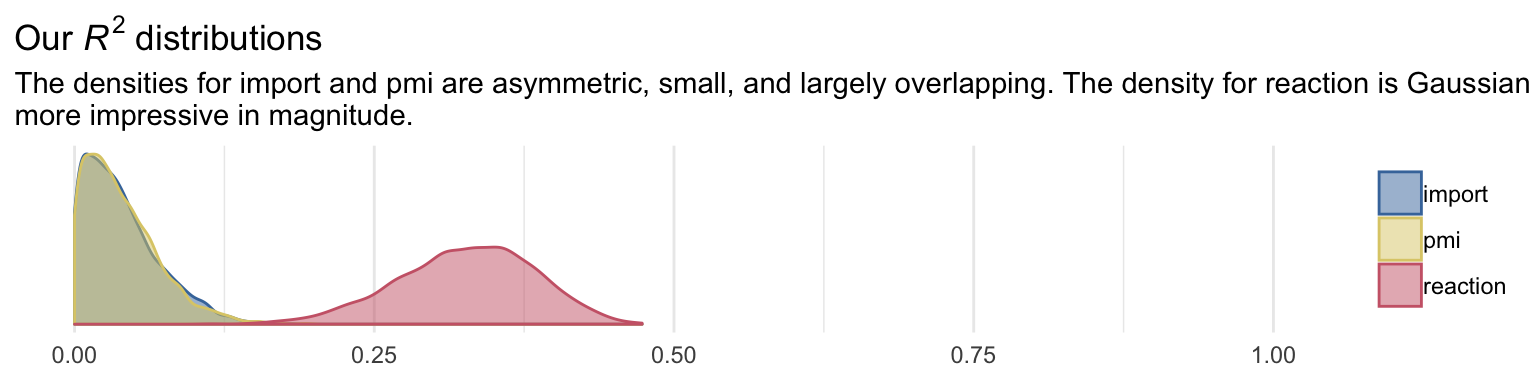 Our R² distributions
The densities for import and pmi are asymmetric, small, and largely overlapping. The density for reaction is Gaussian
more impressive in magnitude.
import
pmi
reaction
0.00 0.25 0.50 0.75 1.00